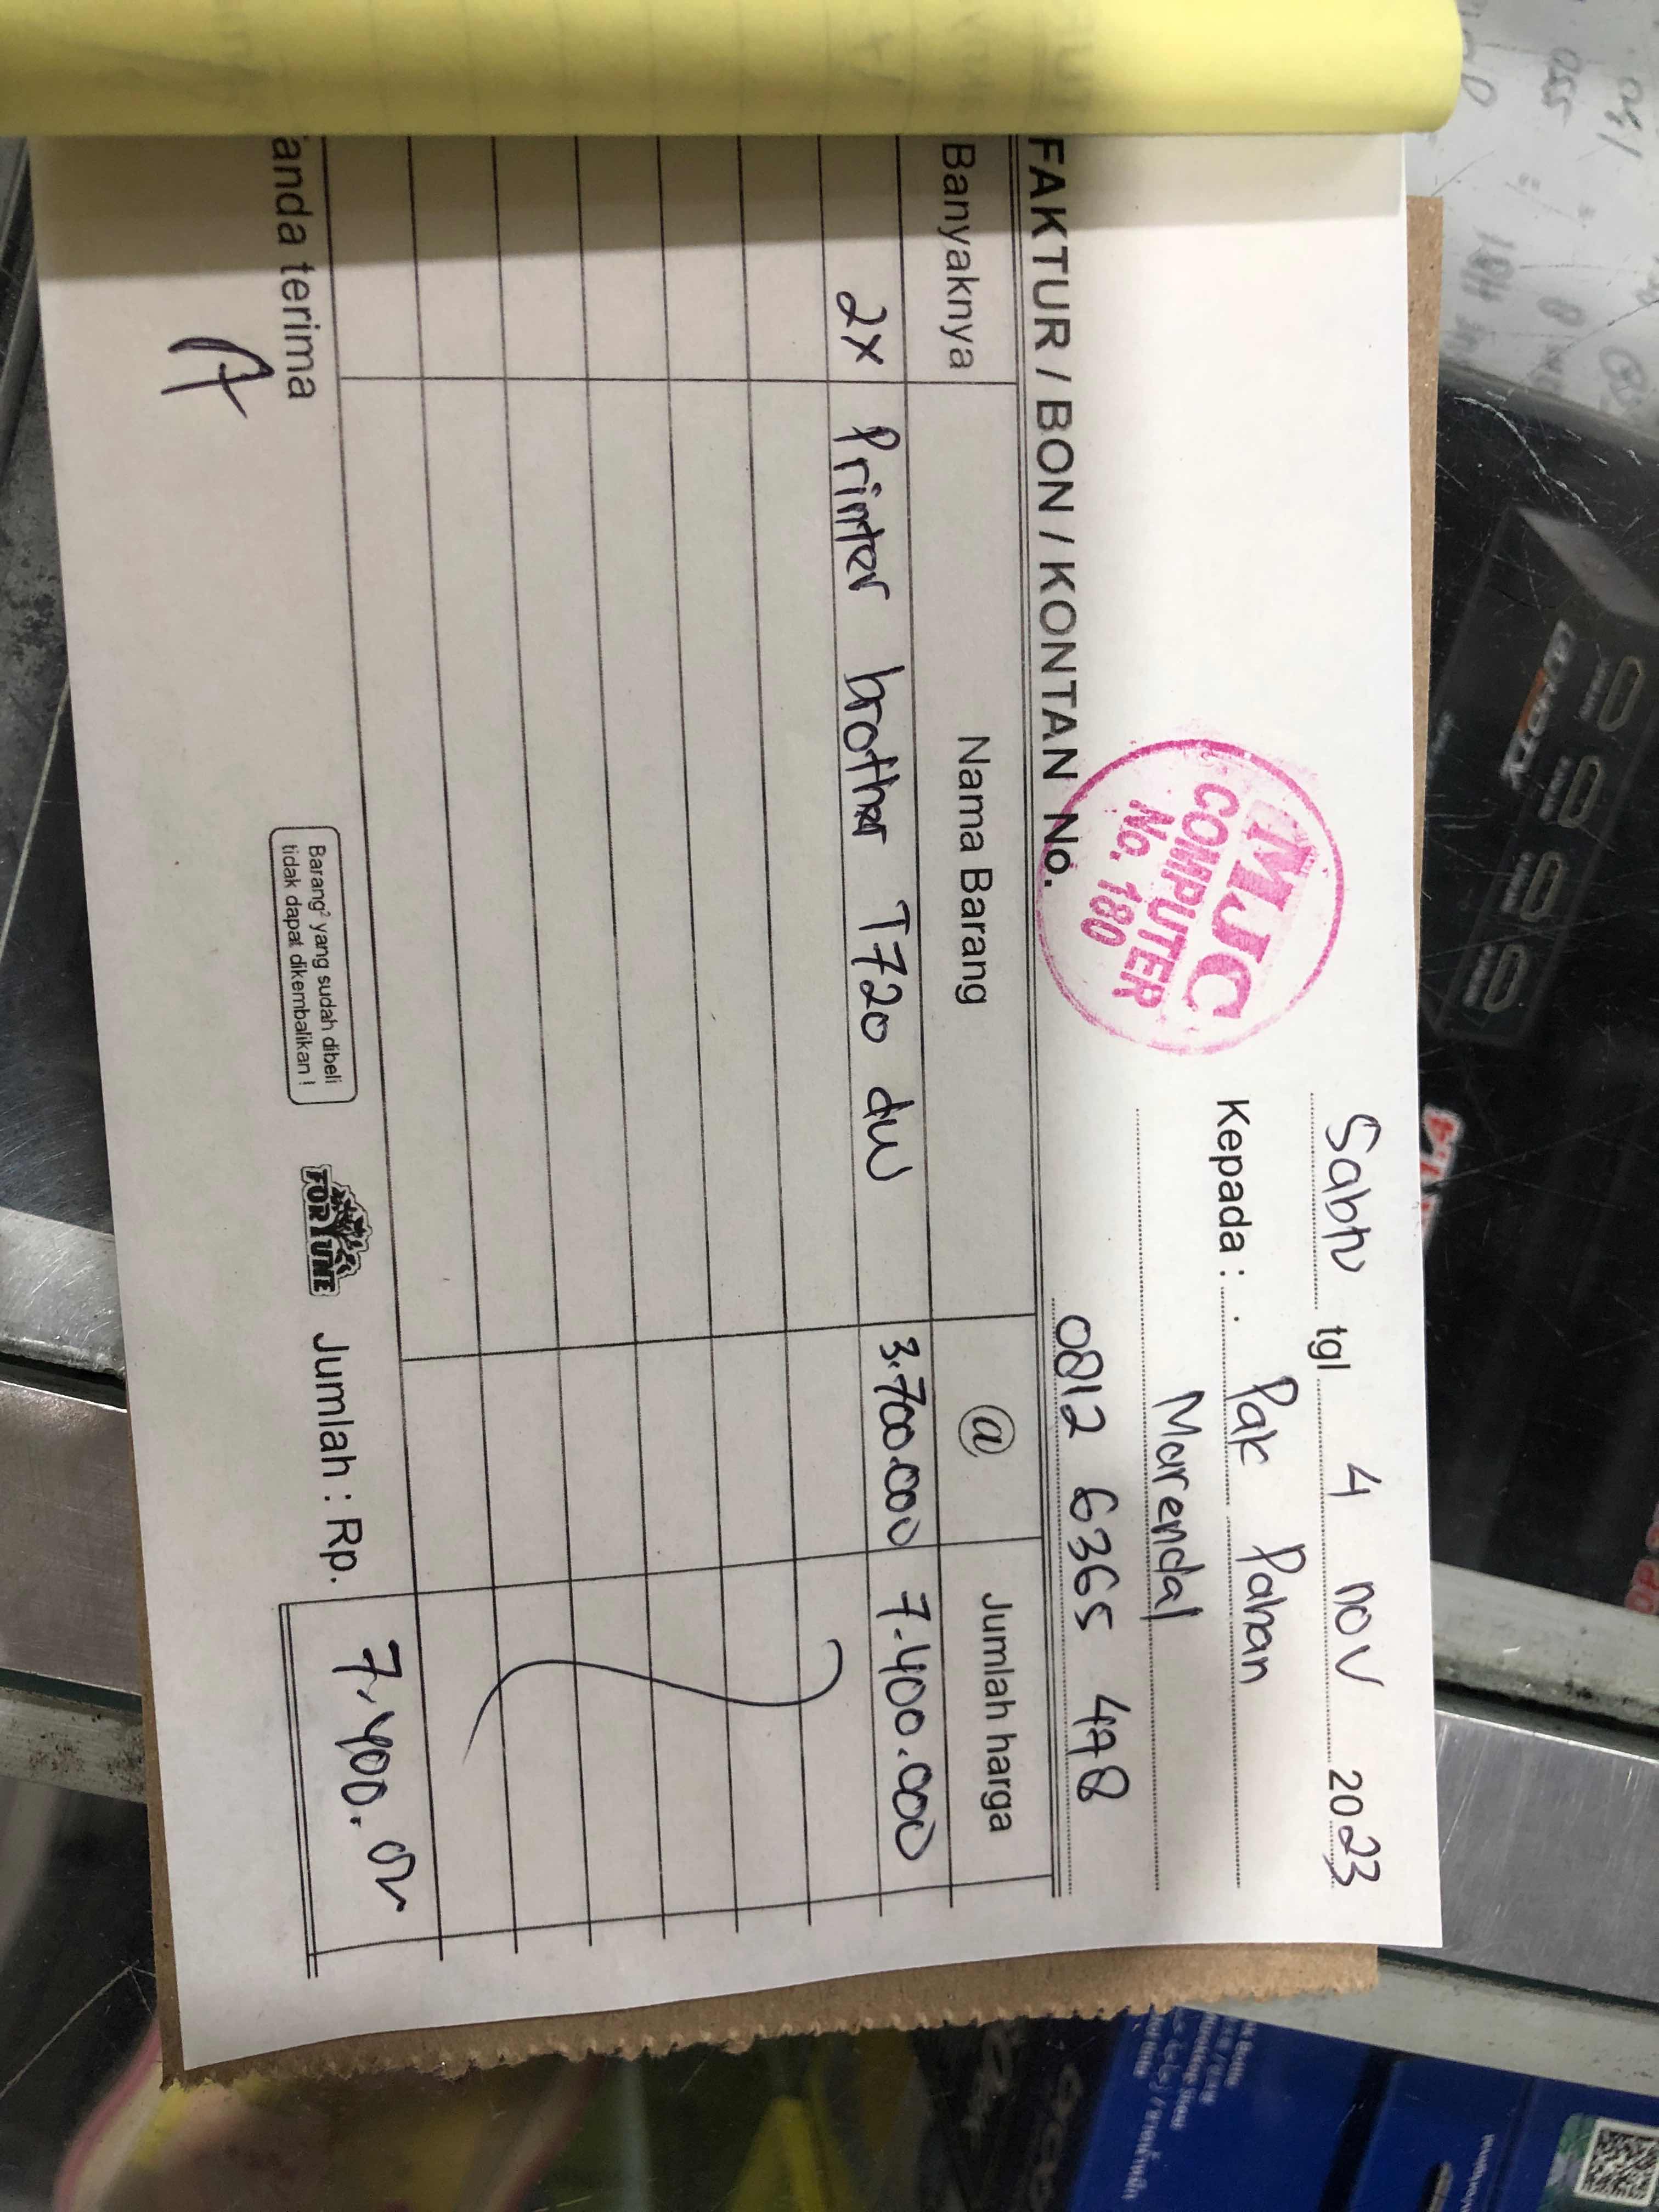 Sabtu tgl 4 nov 2023
Kepada : Pak Pahan
Marendal
0812 6365 478
MJC
COMPUTER
No. 180
FAKTUR / BON / KONTAN No.
Banyaknya Nama Barang @ Jumlah harga
2x Printer brother T720 dw 3.700.000 7.400.000
anda terima
A
Barang² yang sudah dibeli
tidak dapat dikembalikan !
FORTUNE
Jumlah : Rp. 7.400.000